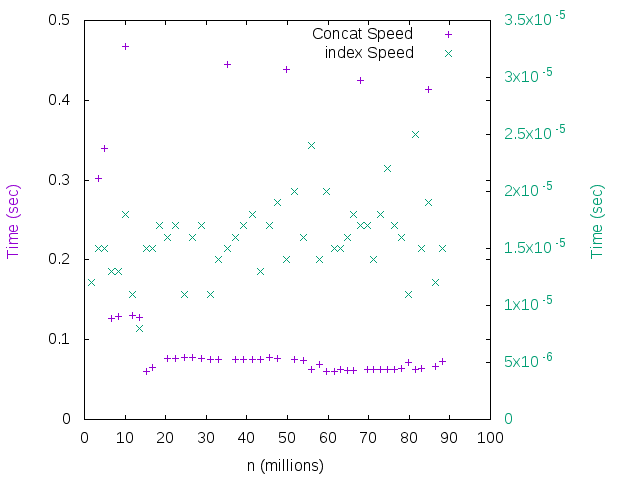 0.5
0.4
0.3
0.2
0.1
0
Time (sec)
Concat Speed
index Speed
3.5x10-5
3x10-5
2.5x10-5
2x10-5
1.5x10-5
1x10-5
5x10-6
0
Time (sec)
0 10 20 30 40 50 60 70 80 90 100
n (millions)